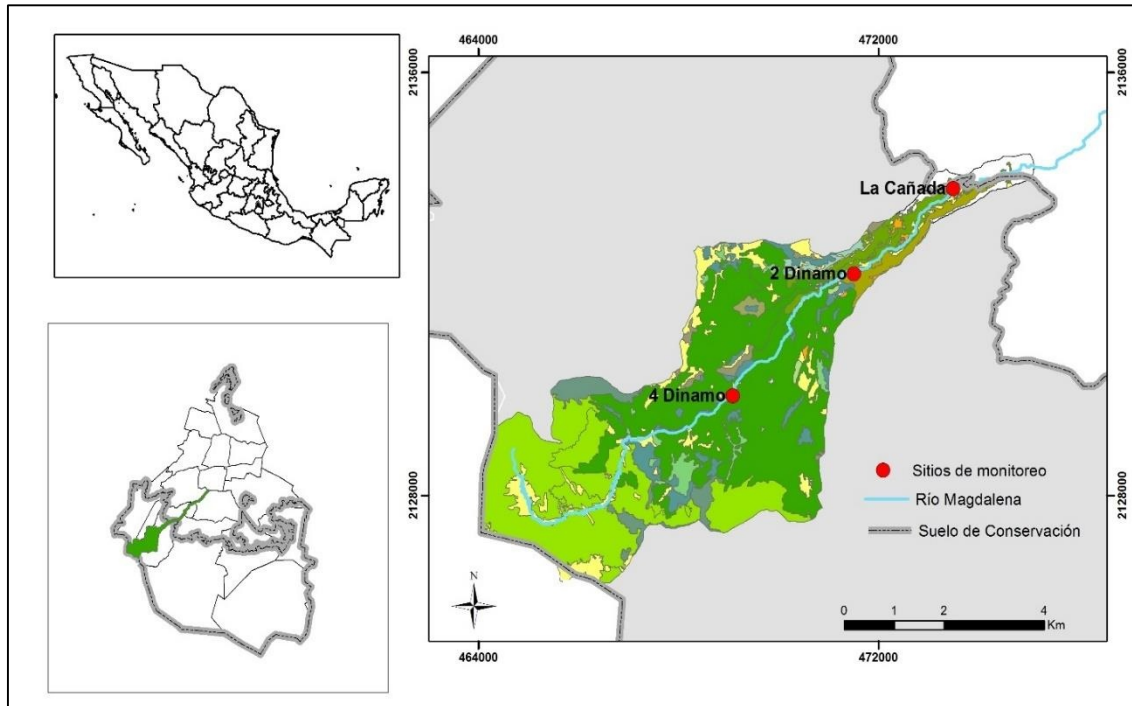 464000
472000
2136000
2136000
La Cañada
2 Dinamo
4 Dinamo
Sitios de monitoreo
Río Magdalena
Suelo de Conservación
2128000
2128000
N
0 1 2 4
Km
464000
472000